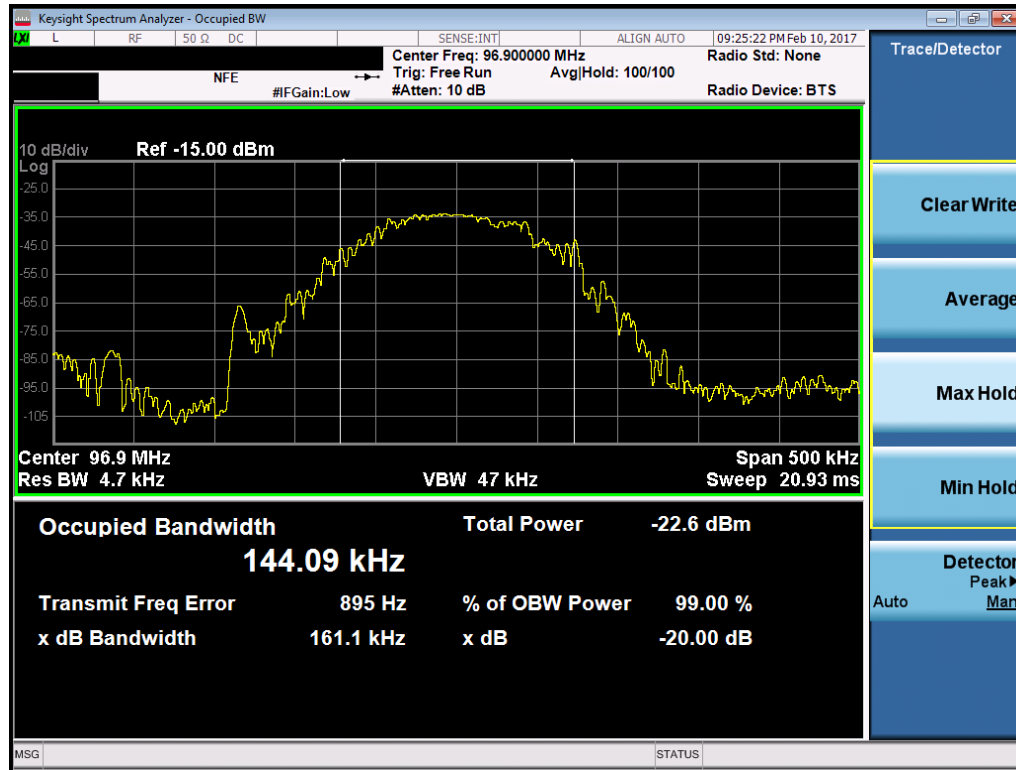 Keysight Spectrum Analyzer - Occupied BW
LXI L RF 50 Ω DC SENSE:INT ALIGN AUTO 09:25:22 PM Feb 10, 2017
Center Freq: 96.900000 MHz Radio Std: None
NFE Trig: Free Run Avg|Hold: 100/100
#IFGain:Low #Atten: 10 dB Radio Device: BTS
10 dB/div Ref -15.00 dBm
Log
-25.0
-35.0
-45.0
-55.0
-65.0
-75.0
-85.0
-95.0
-105
Center 96.9 MHz Span 500 kHz
Res BW 4.7 kHz VBW 47 kHz Sweep 20.93 ms
Occupied Bandwidth Total Power -22.6 dBm
144.09 kHz
Transmit Freq Error 895 Hz % of OBW Power 99.00 %
x dB Bandwidth 161.1 kHz x dB -20.00 dB
MSG STATUS
Trace/Detector
Clear Write
Average
Max Hold
Min Hold
Detector
Peak
Auto Man